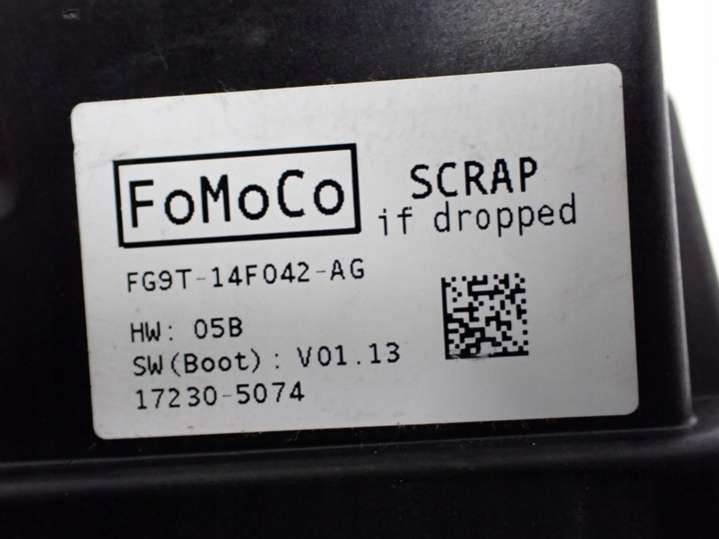 FoMoCo
SCRAP
if dropped
FG9T-14F042-AG
HW: 05B
SW(Boot): V01.13
17230-5074